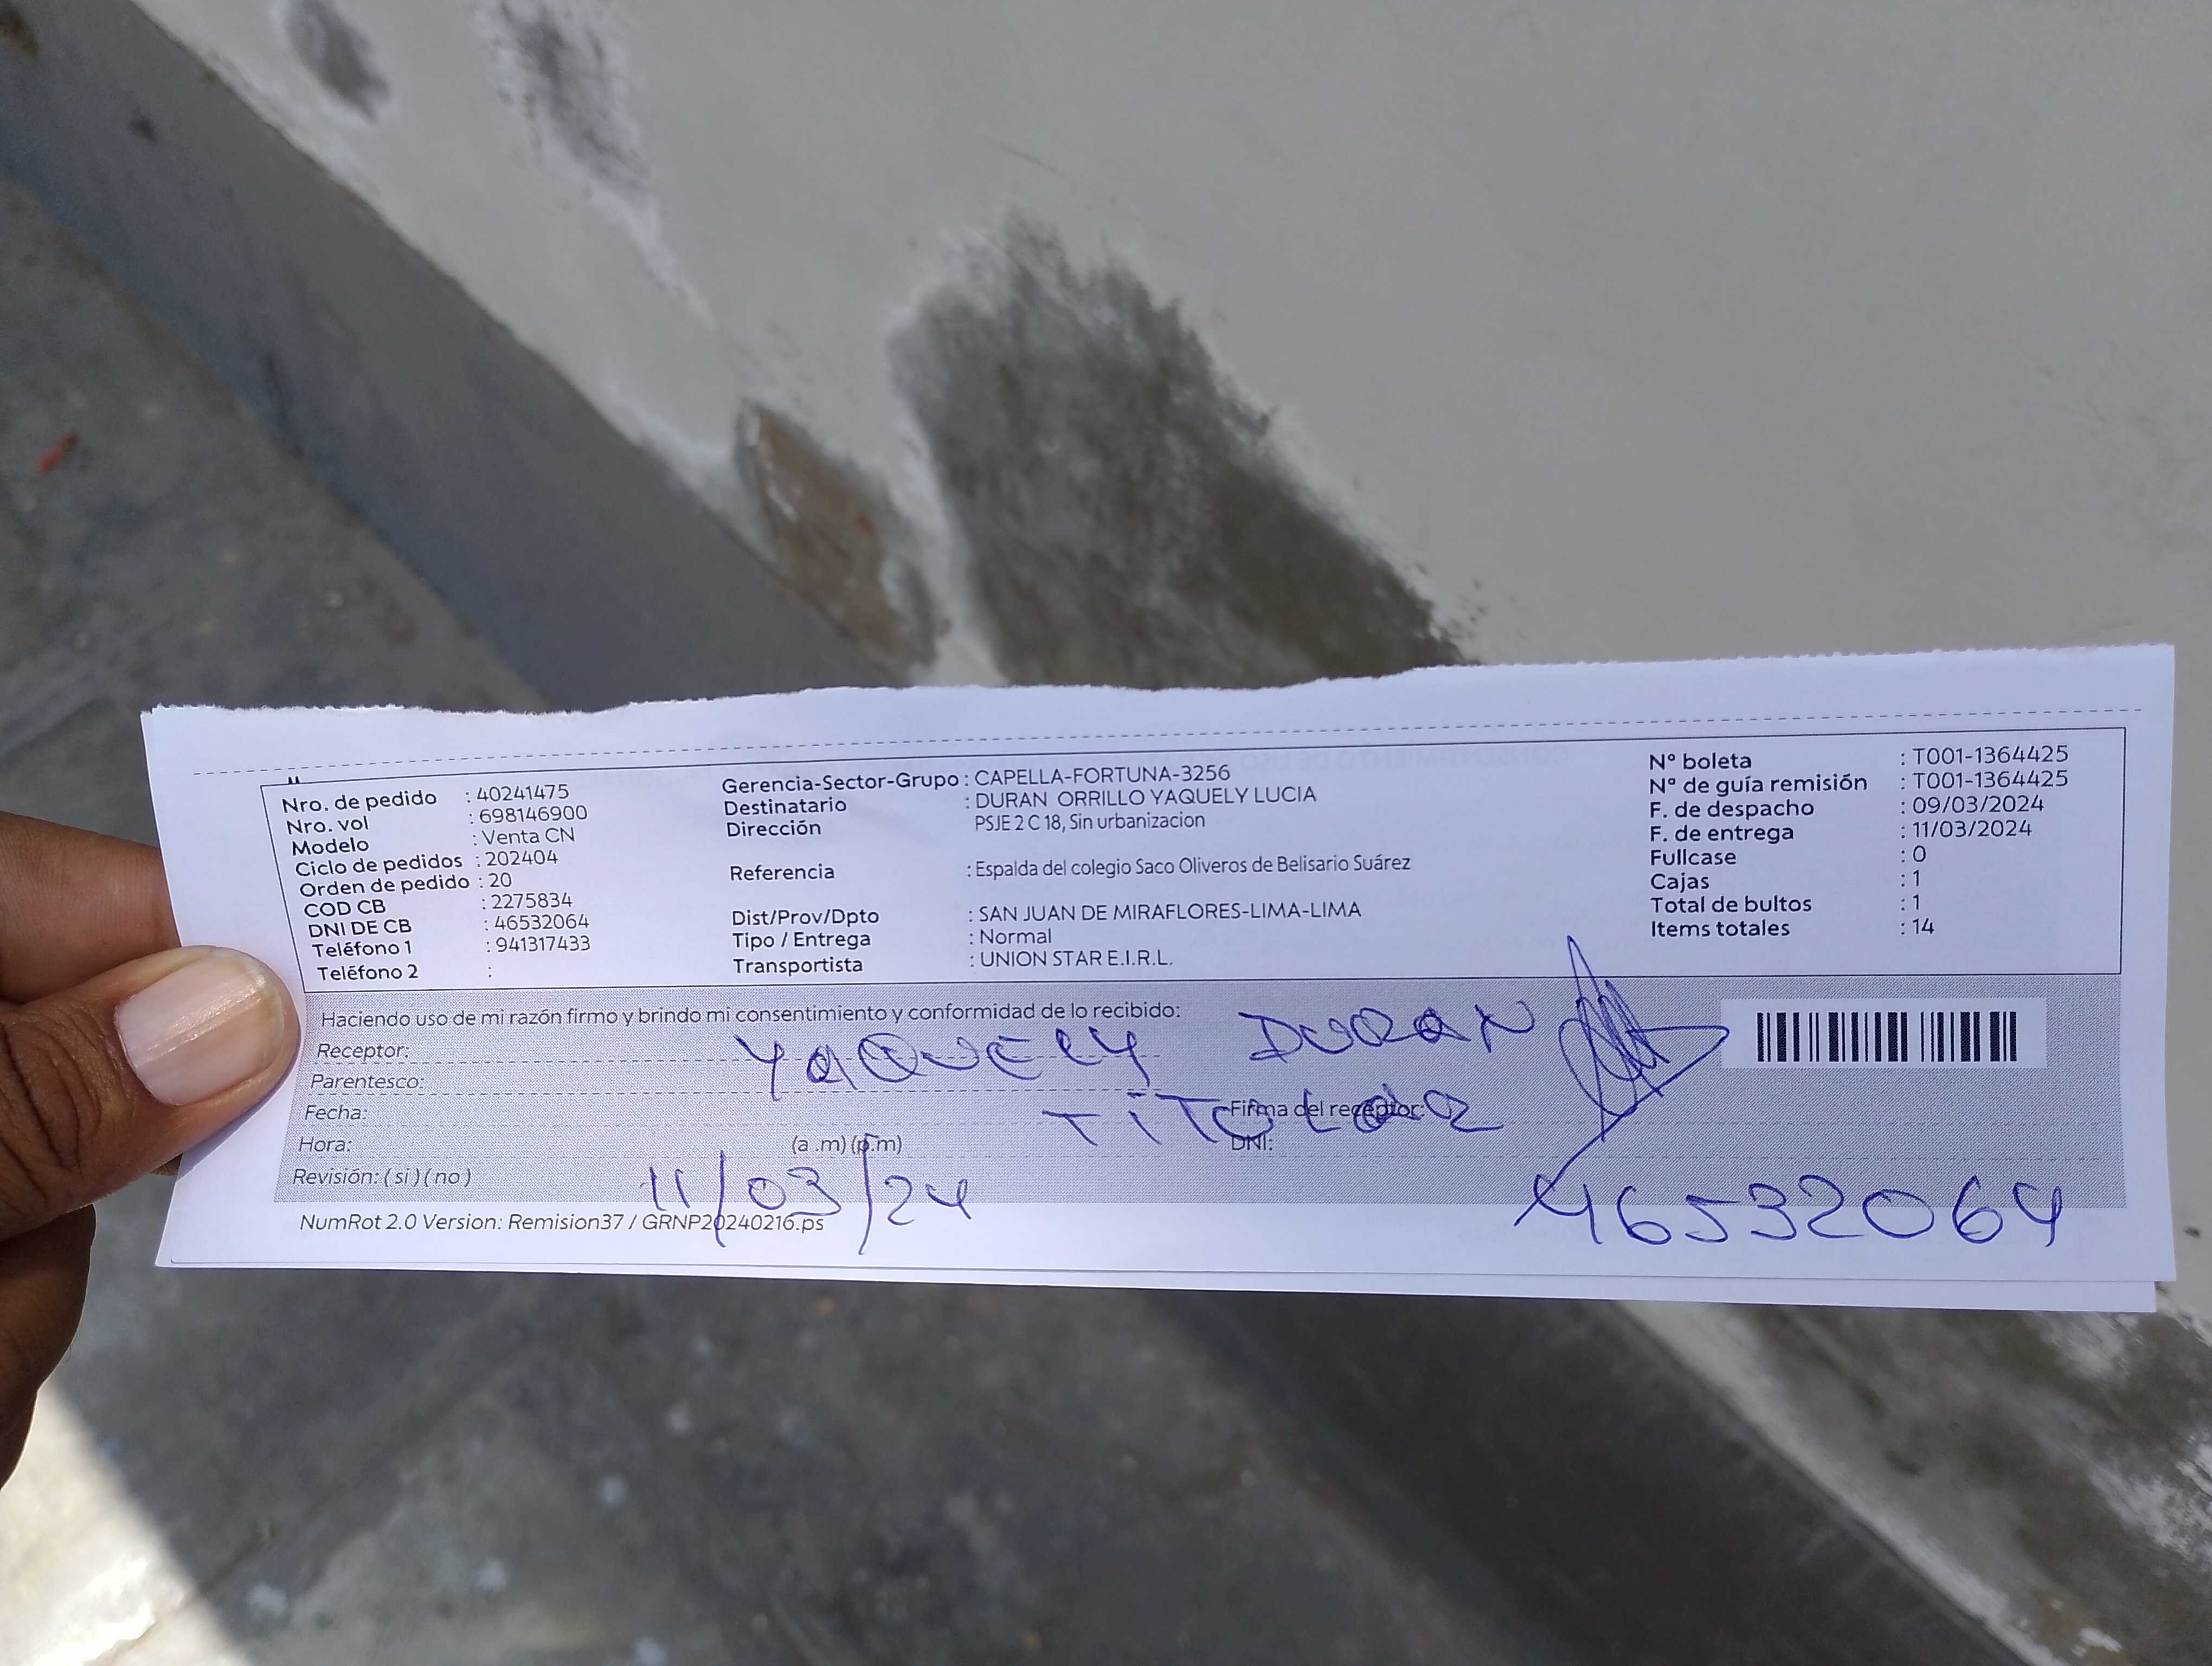 Nro. de pedido : 40241475
Nro. vol : 698146900
Modelo : Venta CN
Ciclo de pedidos : 202404
Orden de pedido : 20
COD CB : 2275834
DNI DE CB : 46532064
Teléfono 1 : 941317433
Teléfono 2 :
Gerencia-Sector-Grupo : CAPELLA-FORTUNA-3256
Destinatario : DURAN ORRILLO YAQUELY LUCIA
Dirección PSJE 2 C 18, Sin urbanizacion
Referencia : Espalda del colegio Saco Oliveros de Belisario Suárez
Dist/Prov/Dpto : SAN JUAN DE MIRAFLORES-LIMA-LIMA
Tipo / Entrega : Normal
Transportista : UNION STAR E.I.R.L.
N° boleta : T001-1364425
N° de guía remisión : T001-1364425
F. de despacho : 09/03/2024
F. de entrega : 11/03/2024
Fullcase : 0
Cajas : 1
Total de bultos : 1
Items totales : 14
Haciendo uso de mi razón firmo y brindo mi consentimiento y conformidad de lo recibido:
Receptor: YAQUELY DURAN
Parentesco: TiTULAR
Fecha: Firma del receptor:
Hora: (a .m) (p.m) DNI:
Revisión: ( si ) ( no ) 11/03/24 46532064
NumRot 2.0 Version: Remision37 / GRNP20240216.ps